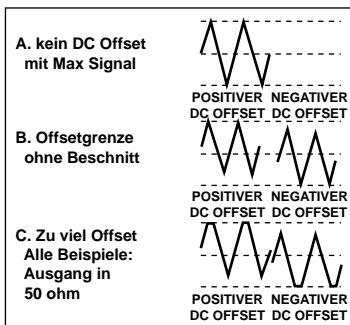 A. kein DC Offset
mit Max Signal
POSITIVER NEGATIVER
DC OFFSET DC OFFSET
B. Offsetgrenze
ohne Beschnitt
POSITIVER NEGATIVER
DC OFFSET DC OFFSET
C. Zu viel Offset
Alle Beispiele:
Ausgang in
50 ohm
POSITIVER NEGATIVER
DC OFFSET DC OFFSET